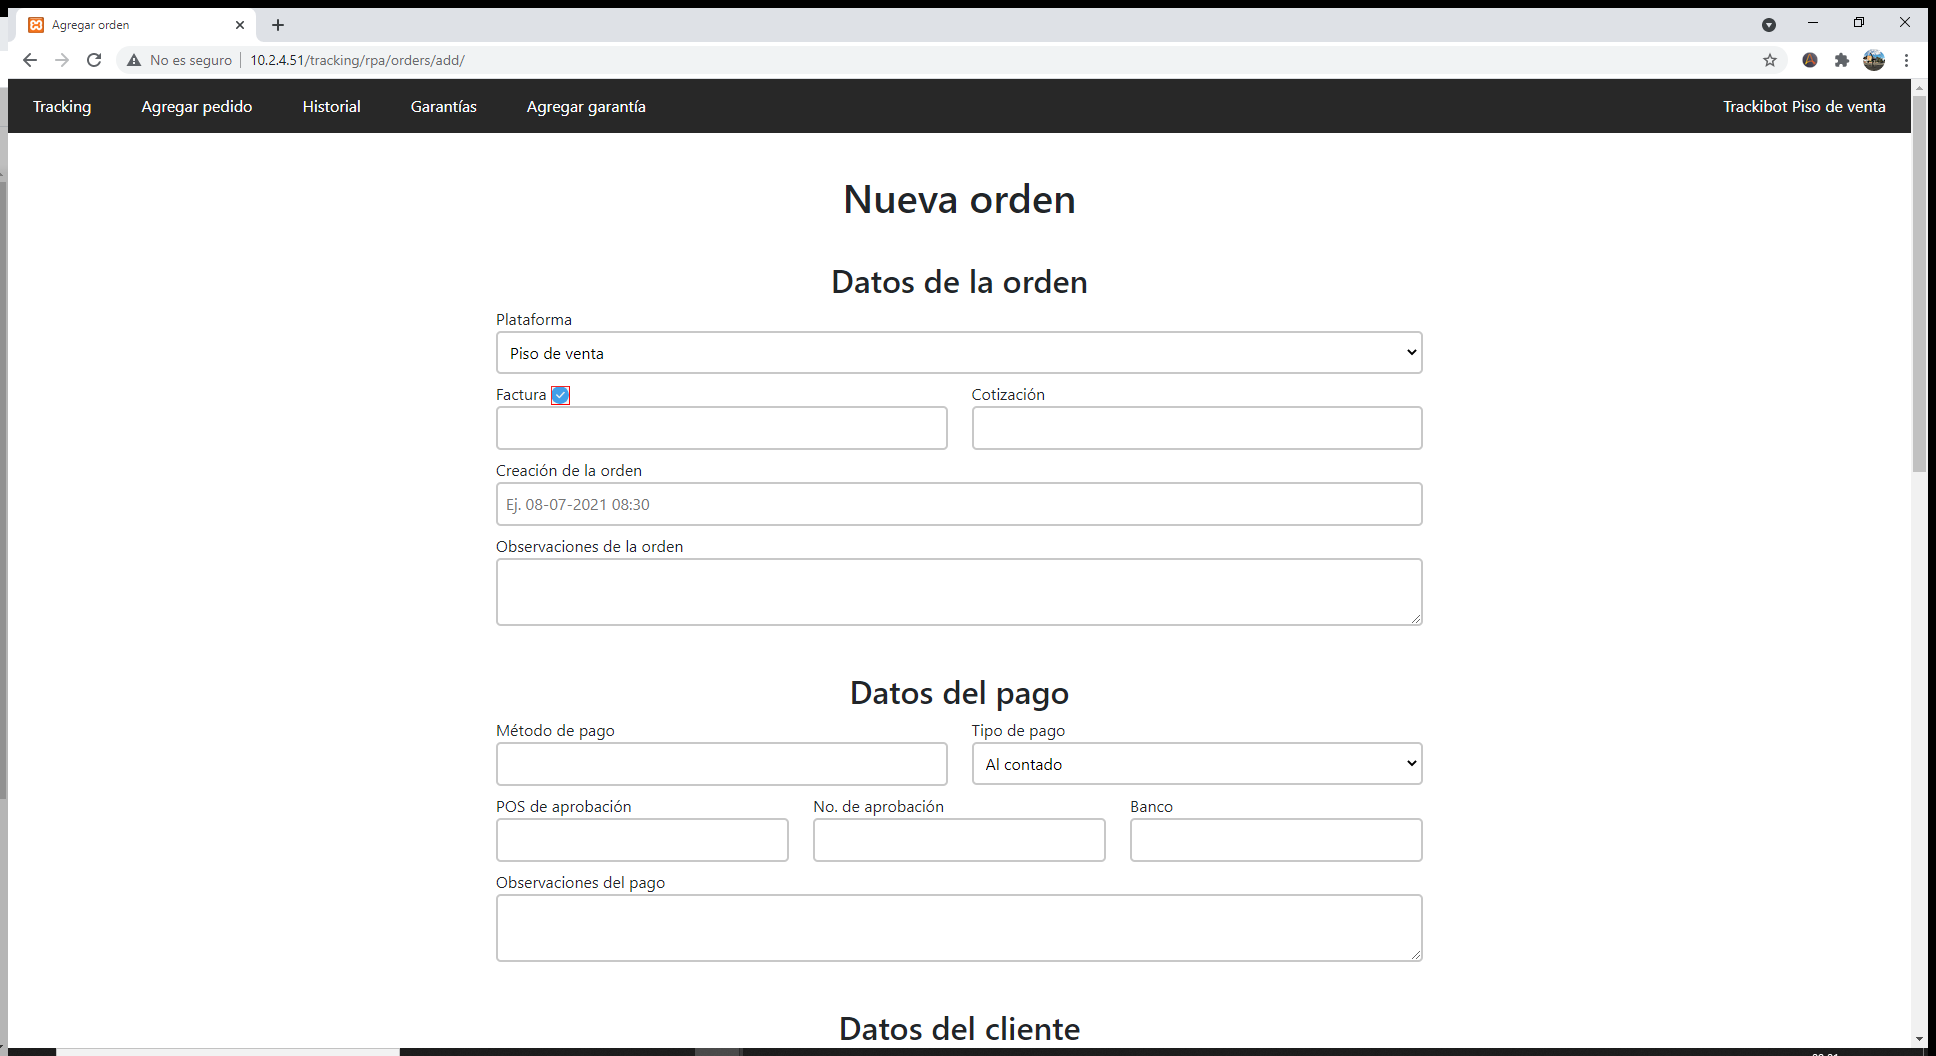 Agregar orden
No es seguro
10.2.4.51/tracking/rpa/orders/add/
Tracking
Agregar pedido
Historial
Garantías
Agregar garantía
Trackibot Piso de venta
Nueva orden
Datos de la orden
Plataforma
Piso de venta
Factura
Cotización
Creación de la orden
Ej. 08-07-2021 08:30
Observaciones de la orden
Datos del pago
Método de pago
Tipo de pago
Al contado
POS de aprobación
No. de aprobación
Banco
Observaciones del pago
Datos del cliente